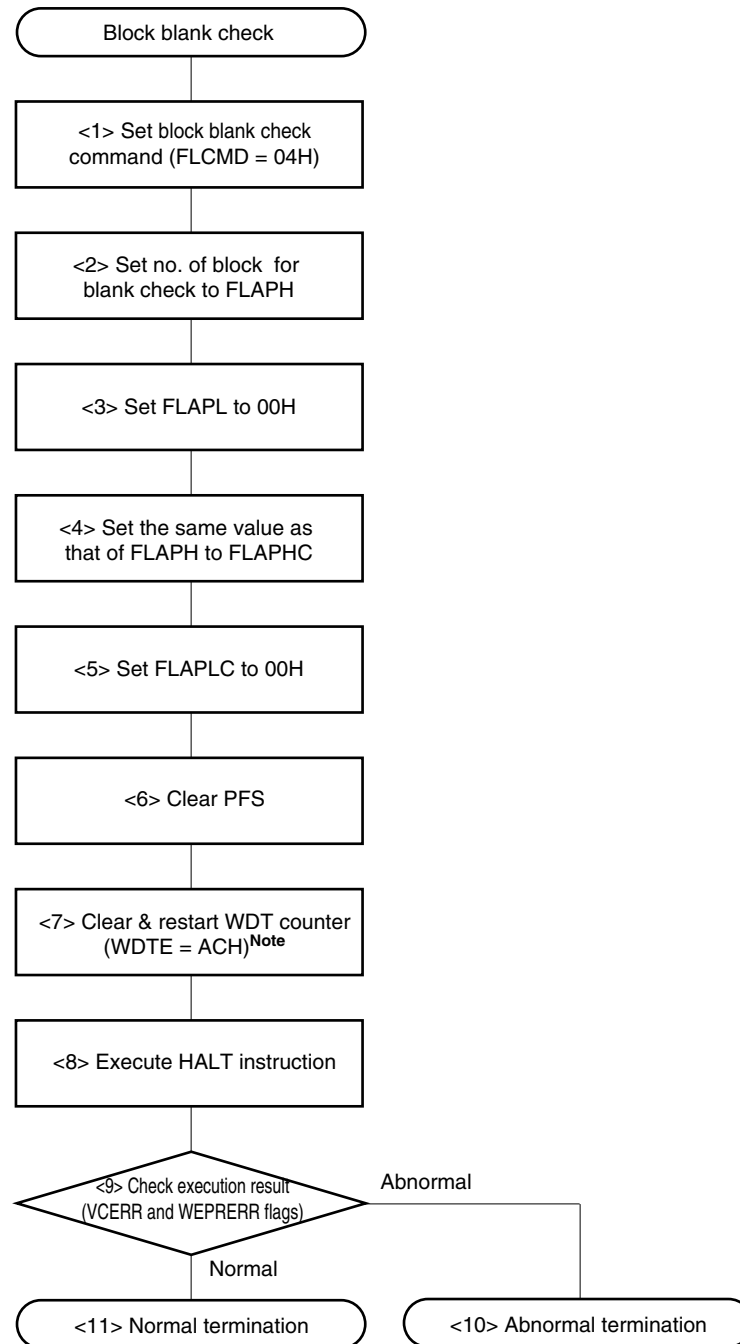 Block blank check
<1> Set block blank check
command (FLCMD = 04H)
<2> Set no. of block for
blank check to FLAPH
<3> Set FLAPL to 00H
<4> Set the same value as
that of FLAPH to FLAPHC
<5> Set FLAPLC to 00H
<6> Clear PFS
<7> Clear & restart WDT counter
(WDTE = ACH)Note
<8> Execute HALT instruction
<9> Check execution result
(VCERR and WEPRERR flags)
Abnormal
Normal
<11> Normal termination
<10> Abnormal termination